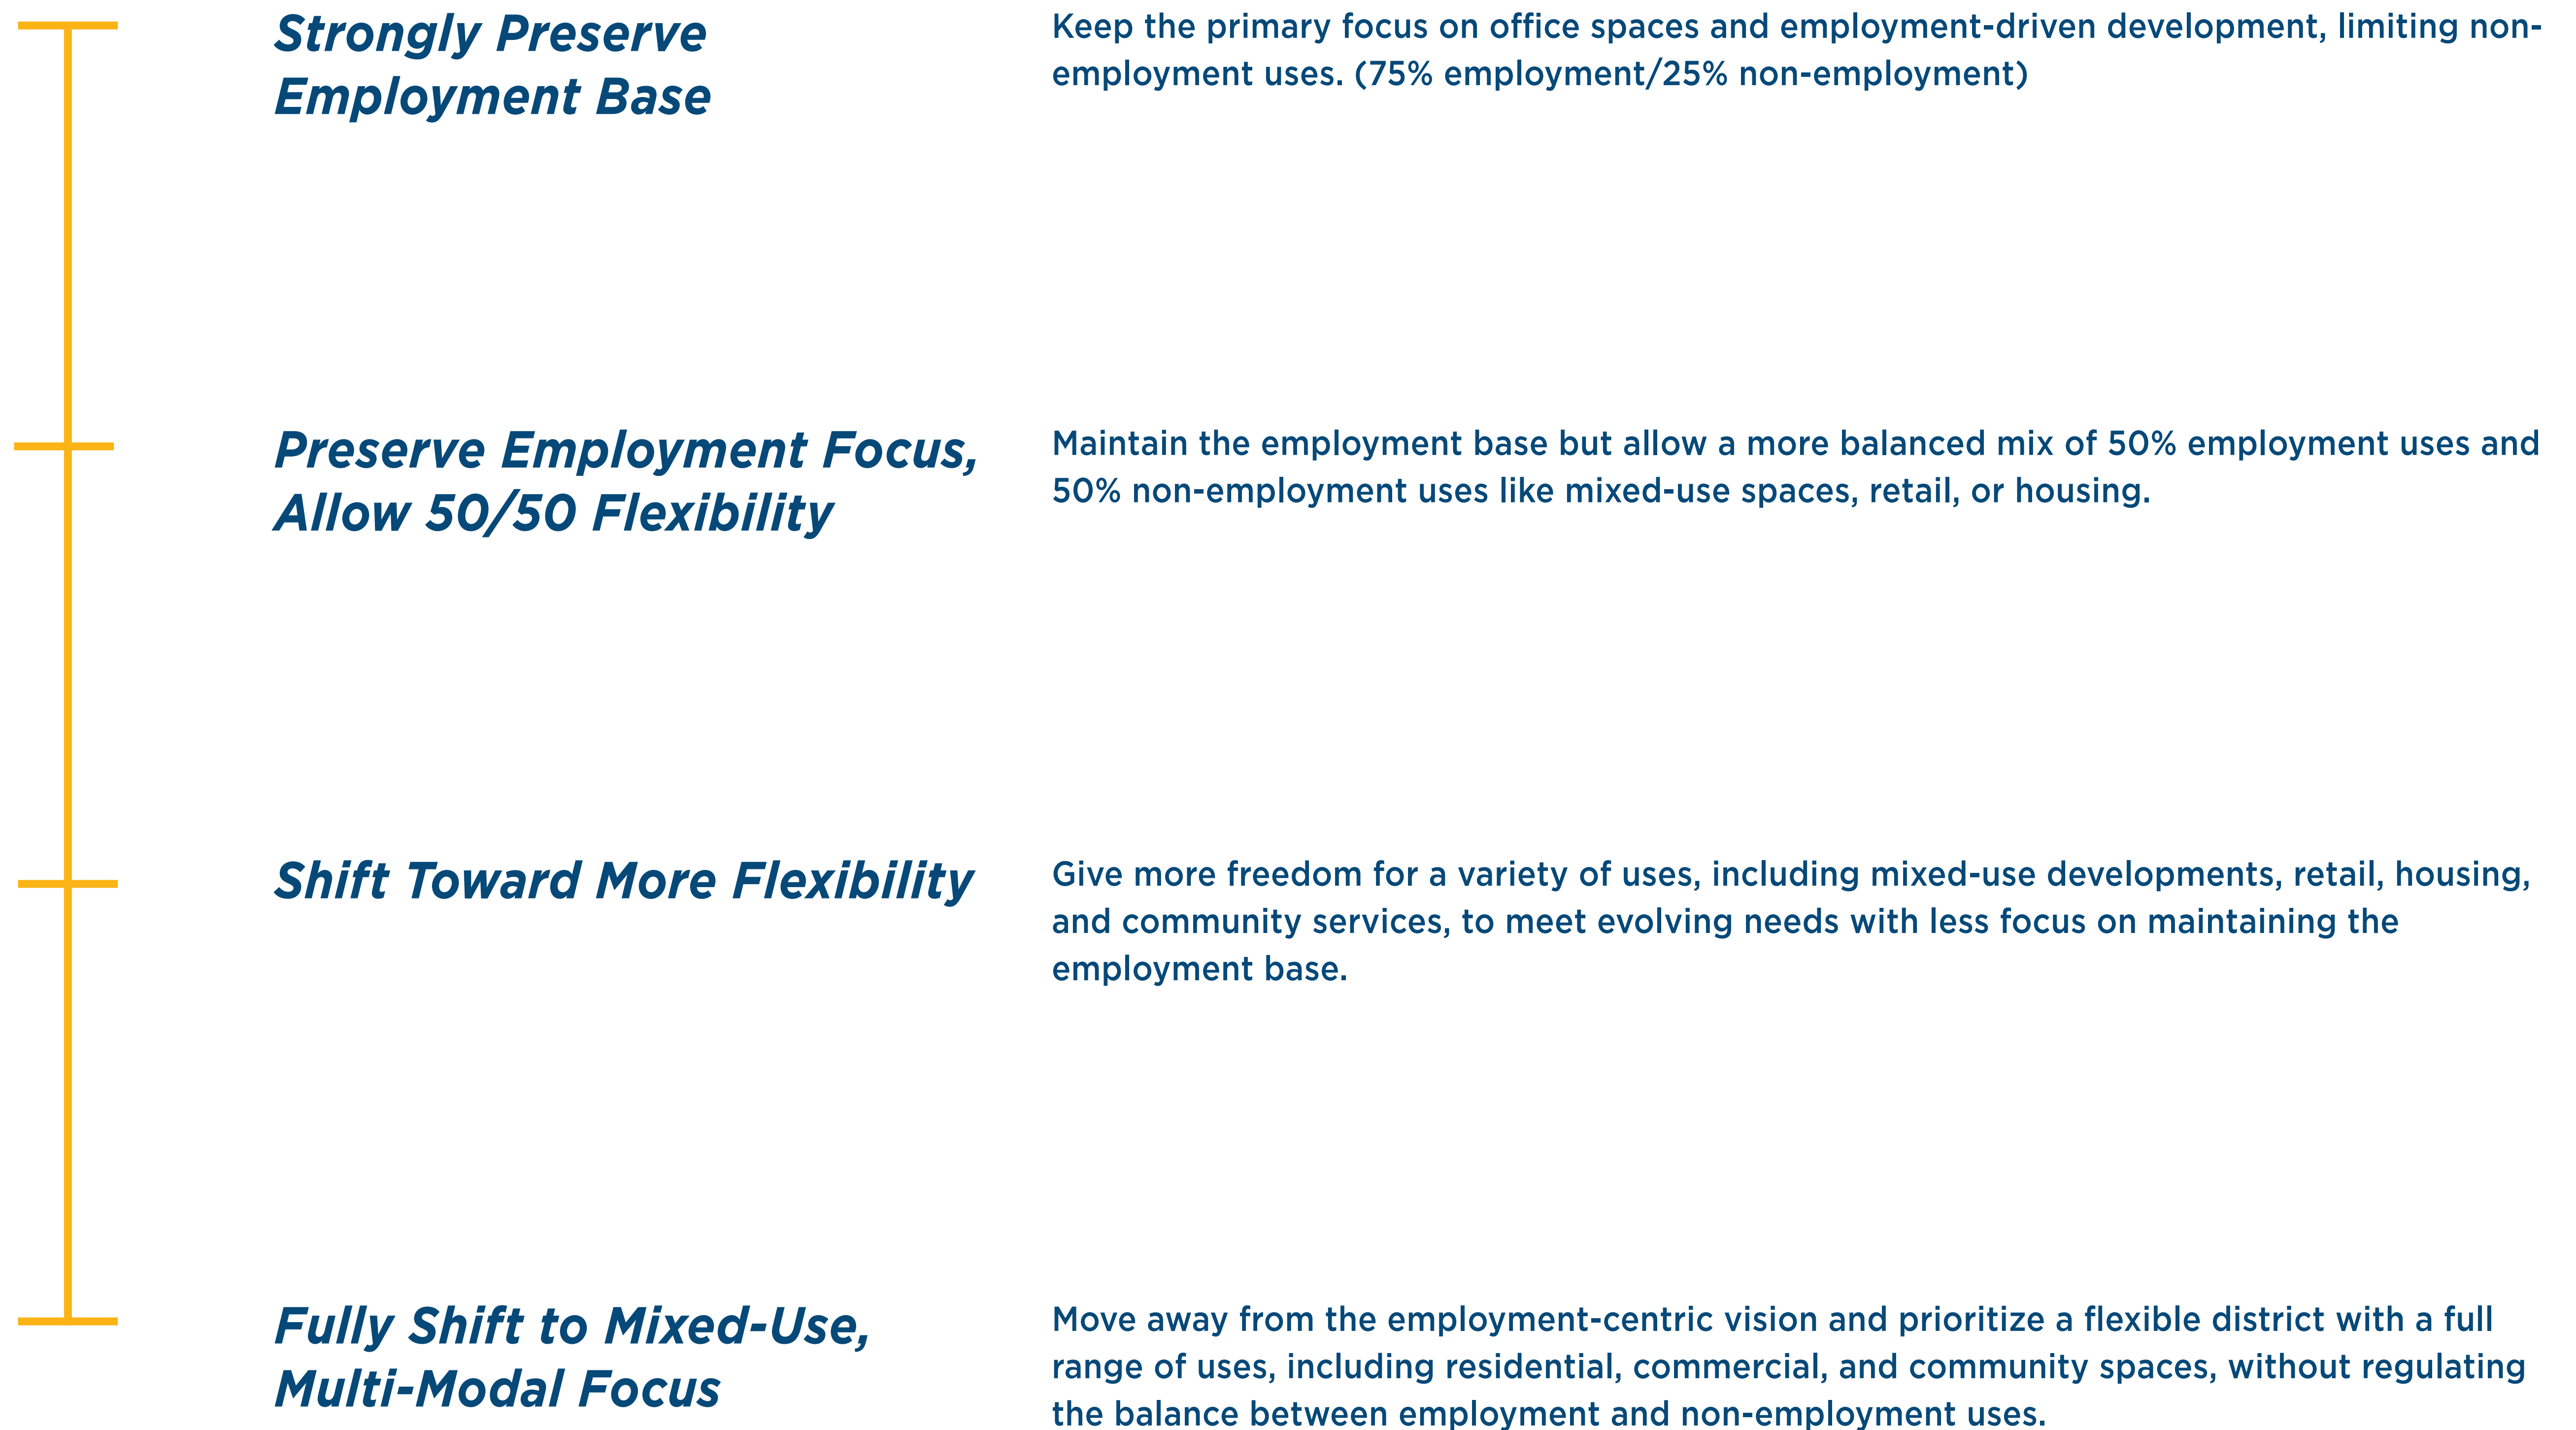 Strongly Preserve
Employment Base
Keep the primary focus on office spaces and employment-driven development, limiting non-
employment uses. (75% employment/25% non-employment)
Preserve Employment Focus,
Allow 50/50 Flexibility
Maintain the employment base but allow a more balanced mix of 50% employment uses and
50% non-employment uses like mixed-use spaces, retail, or housing.
Shift Toward More Flexibility
Give more freedom for a variety of uses, including mixed-use developments, retail, housing,
and community services, to meet evolving needs with less focus on maintaining the
employment base.
Fully Shift to Mixed-Use,
Multi-Modal Focus
Move away from the employment-centric vision and prioritize a flexible district with a full
range of uses, including residential, commercial, and community spaces, without regulating
the balance between employment and non-employment uses.